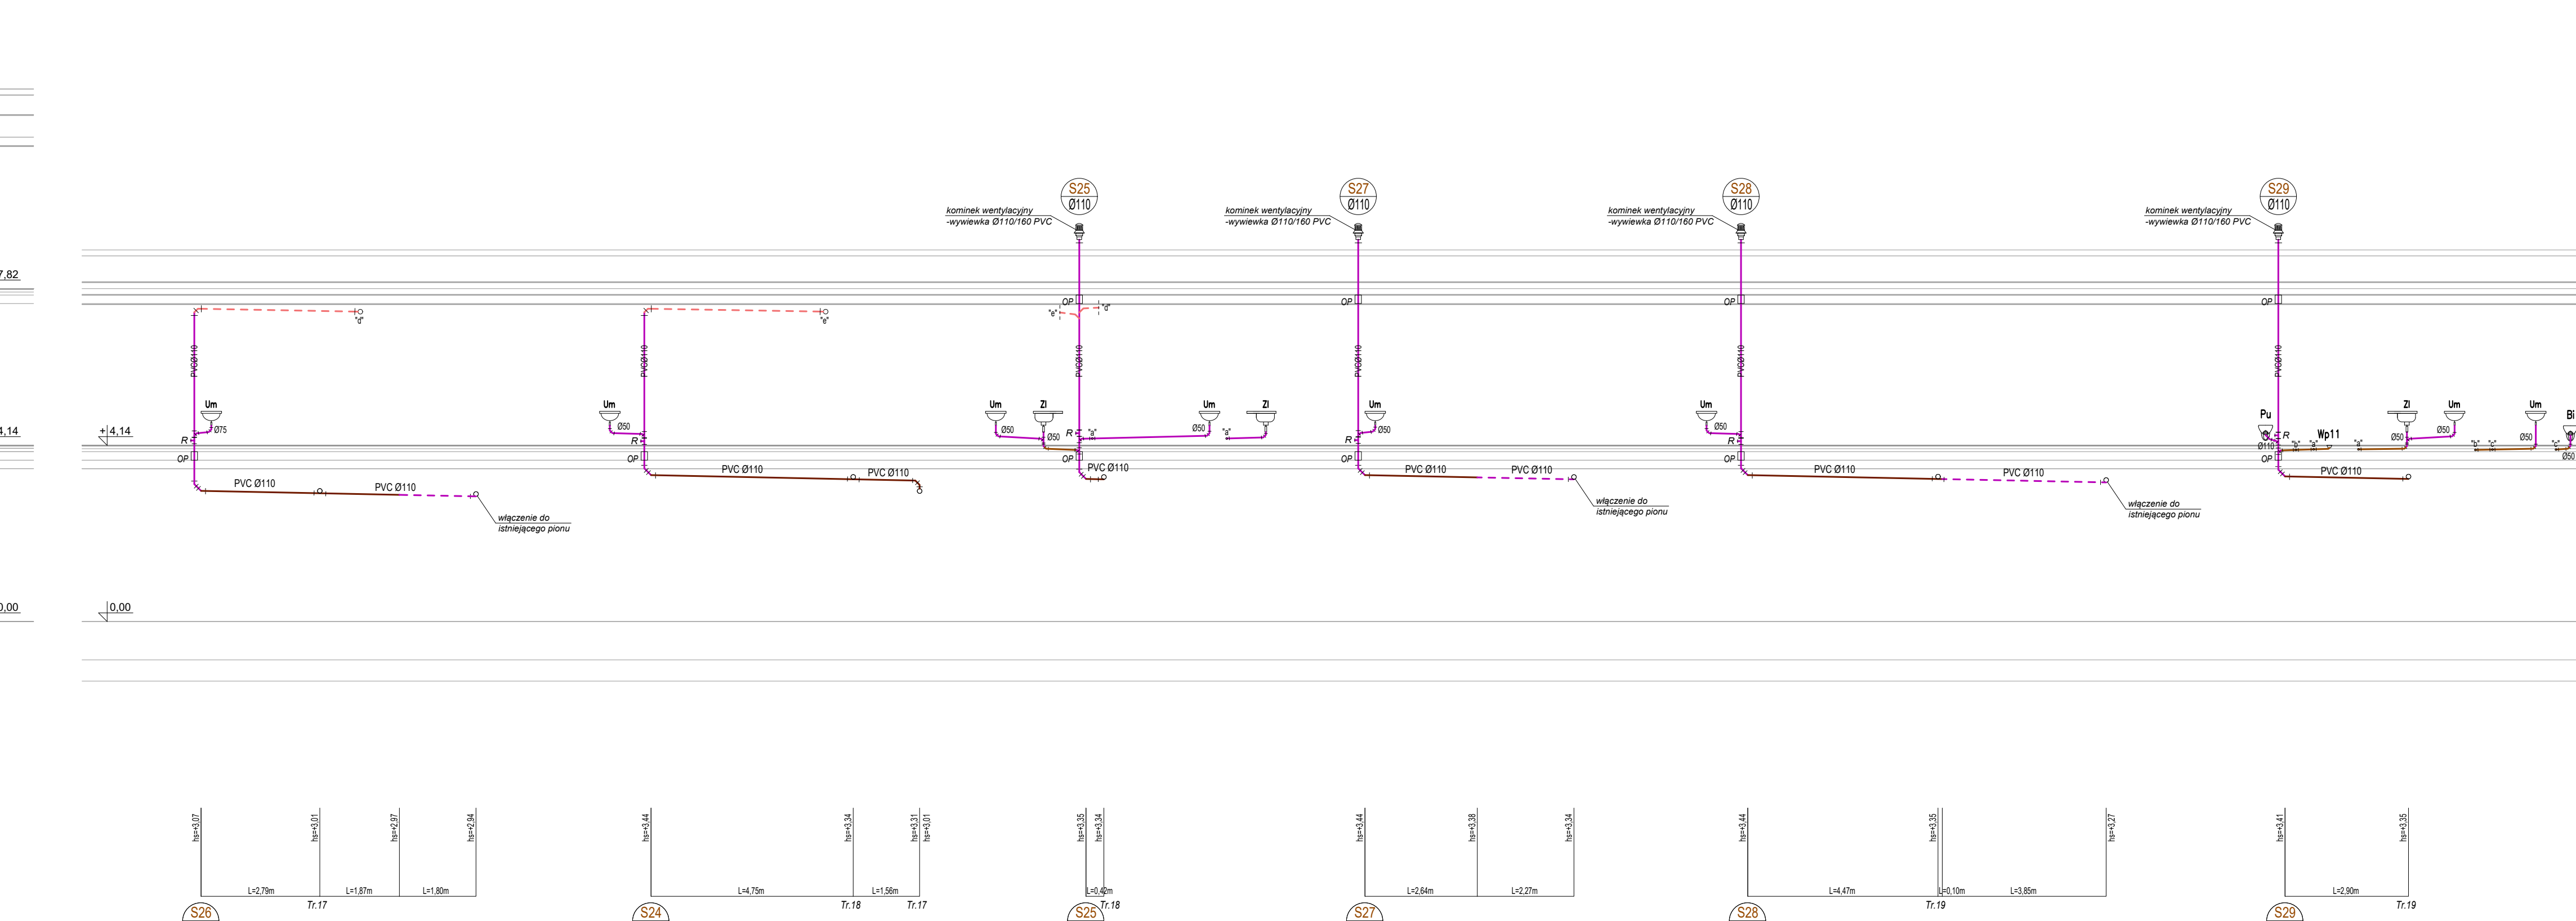 S25
Ø110
S27
Ø110
S28
Ø110
S29
Ø110
kominek wentylacyjny
-wywiewka Ø110/160 PVC
kominek wentylacyjny
-wywiewka Ø110/160 PVC
kominek wentylacyjny
-wywiewka Ø110/160 PVC
kominek wentylacyjny
-wywiewka Ø110/160 PVC
7,82
OP
OP
OP
OP
"d"
"e"
"e"
"d"
PVCØ110
PVCØ110
PVCØ110
PVCØ110
PVCØ110
PVCØ110
4,14
+4,14
Um
Ø75
R
OP
Um
Ø50
R
OP
Um
Ø50
Zl
Ø50
R
"a"
OP
Um
Ø50
"a"
Zl
Um
Ø50
R
OP
Um
Ø50
R
OP
Pu
Ø110
R
OP
"b"
"a"
Wp11
"a"
Zl
Ø50
Um
Ø50
"b"
"c"
Um
Ø50
"c"
Bi
Ø50
PVC Ø110
PVC Ø110
PVC Ø110
PVC Ø110
PVC Ø110
PVC Ø110
PVC Ø110
PVC Ø110
PVC Ø110
PVC Ø110
włączenie do
istniejącego pionu
włączenie do
istniejącego pionu
włączenie do
istniejącego pionu
0,00
0,00
hs=+3,07
hs=+3,01
hs=+2,97
hs=+2,94
hs=+3,44
hs=+3,34
hs=+3,31
hs=+3,01
hs=+3,35
hs=+3,34
hs=+3,44
hs=+3,38
hs=+3,34
hs=+3,44
hs=+3,35
hs=+3,27
hs=+3,41
hs=+3,35
L=2,79m
L=1,87m
L=1,80m
L=4,75m
L=1,56m
L=0,42m
L=2,64m
L=2,27m
L=4,47m
L=0,10m
L=3,85m
L=2,90m
Tr.17
Tr.18
Tr.17
Tr.18
Tr.19
Tr.19
S26
S24
S25
S27
S28
S29